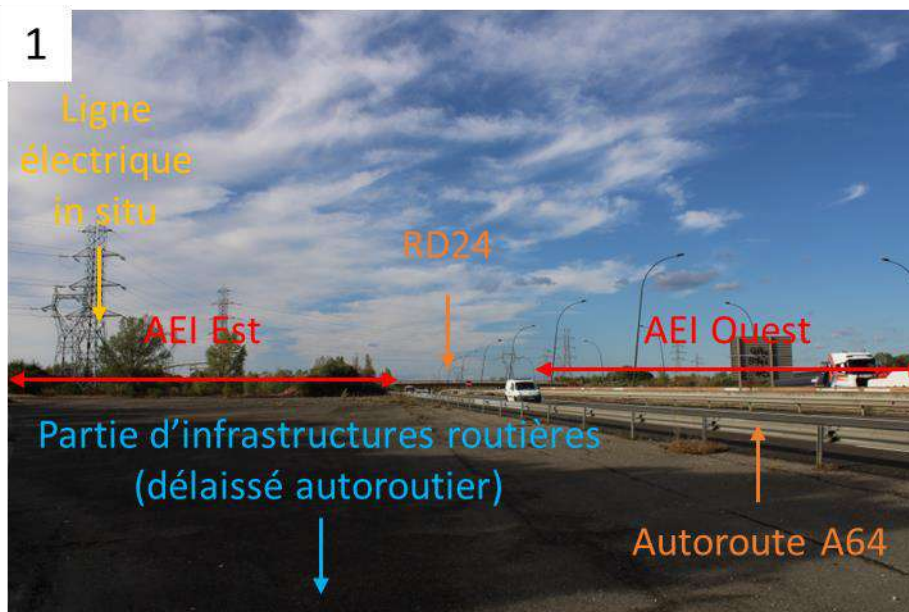 1
Ligne
électrique
in situ
RD24
AEI Est
AEI Ouest
Partie d'infrastructures routières
(délaissé autoroutier)
Autoroute A64